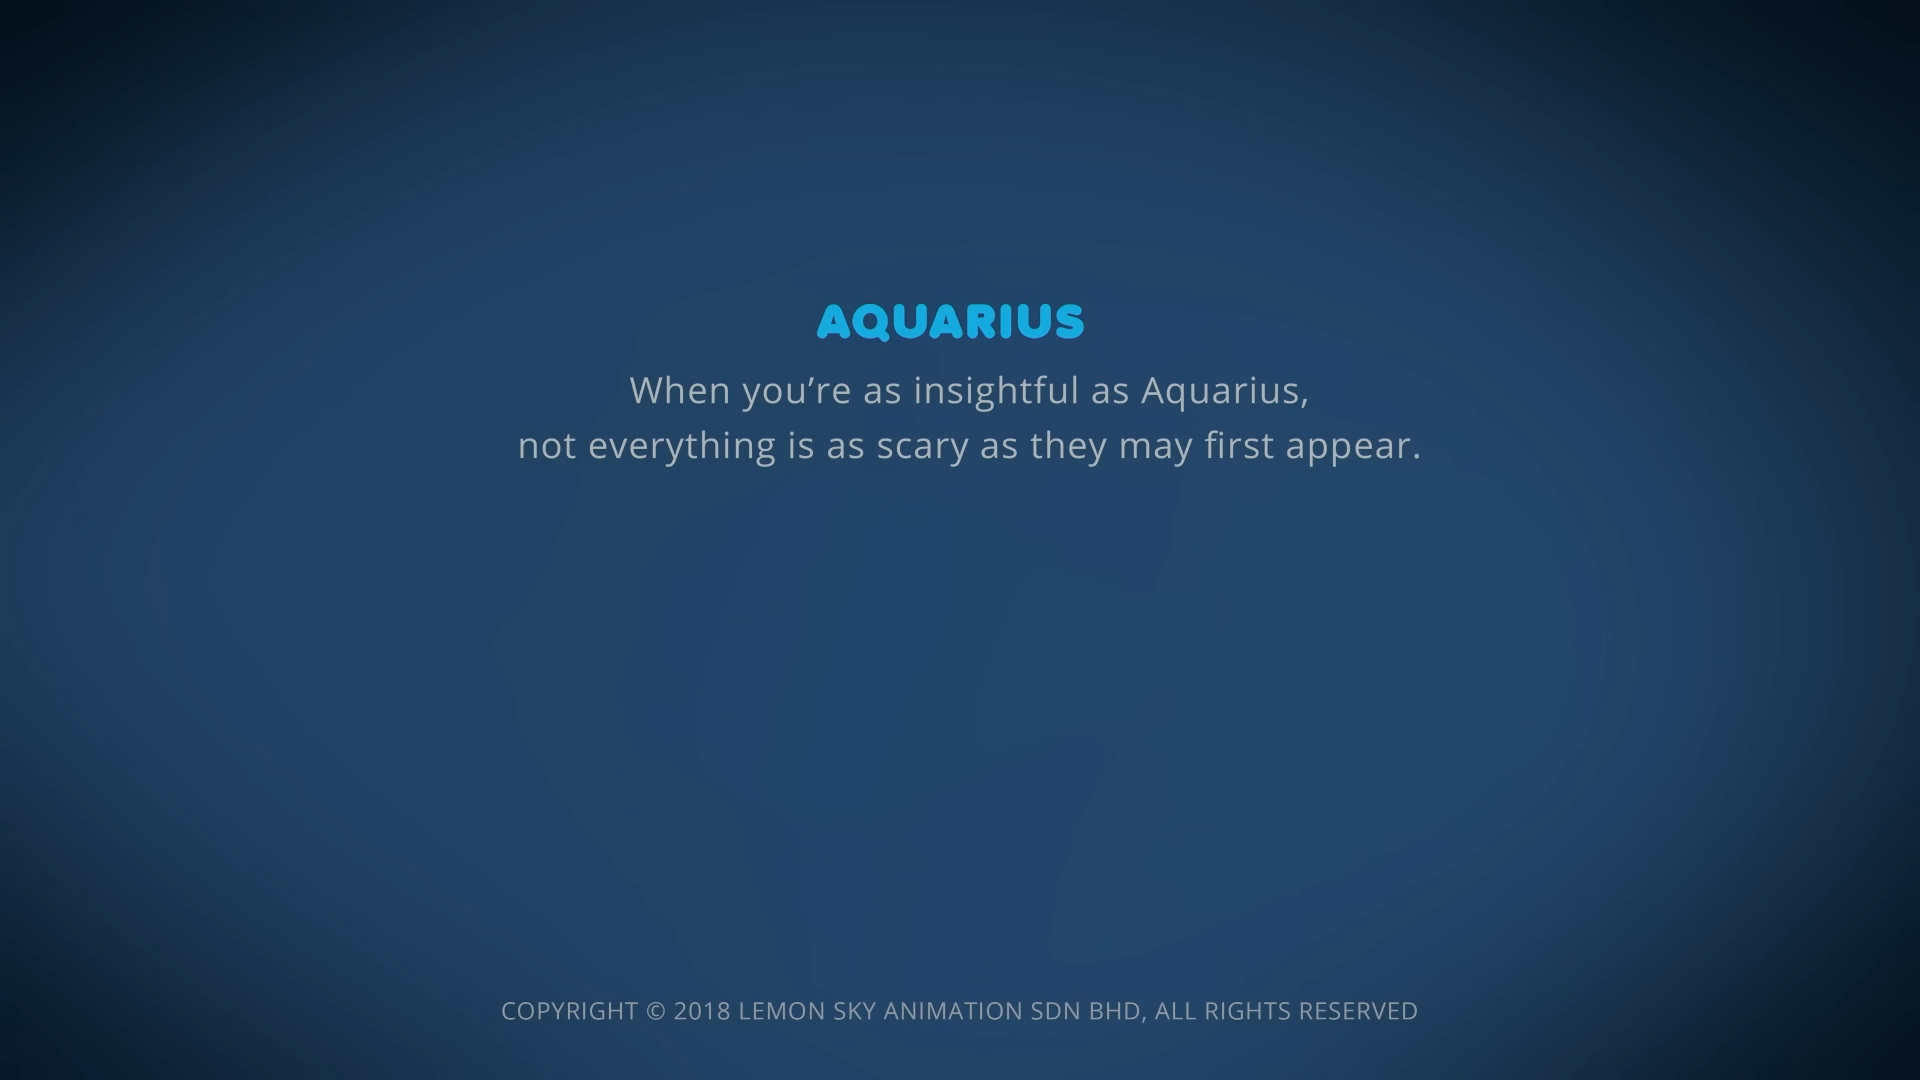 AQUARIUS
When you’re as insightful as Aquarius,
not everything is as scary as they may first appear.
COPYRIGHT © 2018 LEMON SKY ANIMATION SDN BHD, ALL RIGHTS RESERVED